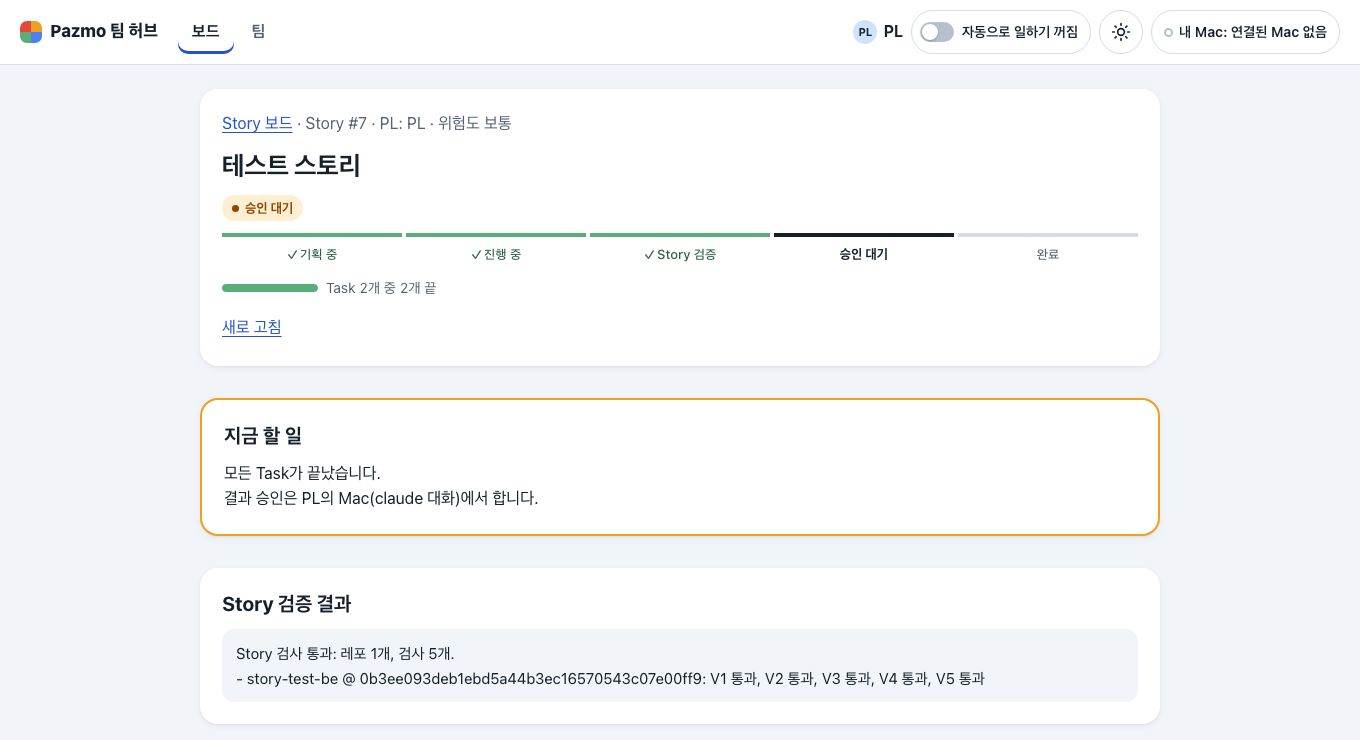 Pazmo 팀 허브
보드
팀
PL
PL
자동으로 일하기 꺼짐
내 Mac: 연결된 Mac 없음
Story 보드 · Story #7 · PL: PL · 위험도 보통
테스트 스토리
승인 대기
✓ 기획 중
✓ 진행 중
✓ Story 검증
승인 대기
완료
Task 2개 중 2개 끝
새로 고침
지금 할 일
모든 Task가 끝났습니다.
결과 승인은 PL의 Mac(claude 대화)에서 합니다.
Story 검증 결과
Story 검사 통과: 레포 1개, 검사 5개.
- story-test-be @ 0b3ee093deb1ebd5a44b3ec16570543c07e00ff9: V1 통과, V2 통과, V3 통과, V4 통과, V5 통과